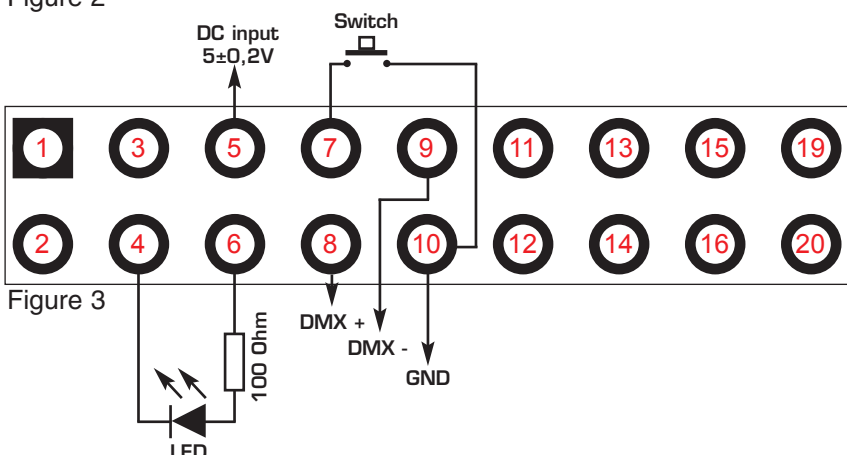 Figure 2
Switch
DC input
5±0,2V
1 3 5 7 9 11 13 15 19
2 4 6 8 10 12 14 16 20
Figure 3
DMX +
DMX -
GND
100 Ohm
LED